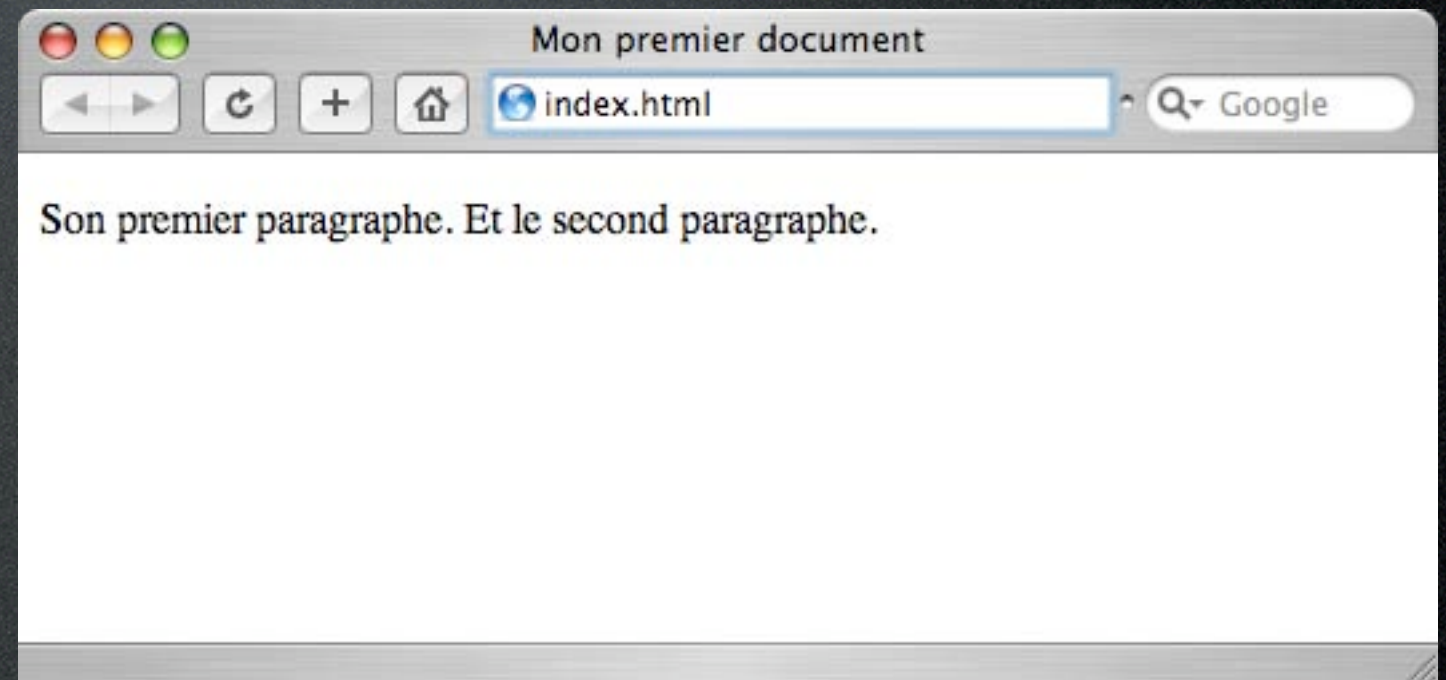 Mon premier document
index.html
Google
Son premier paragraphe. Et le second paragraphe.